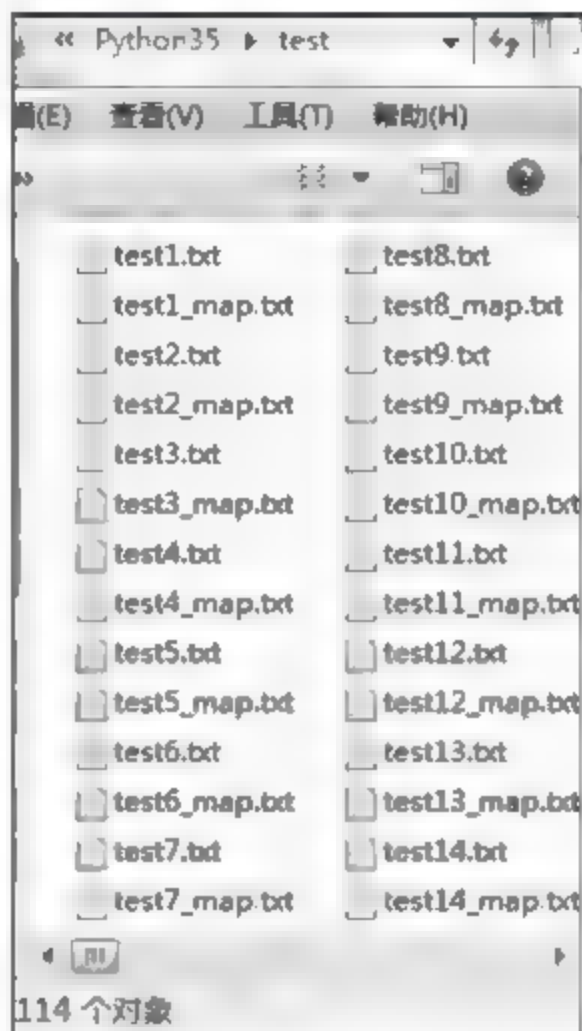 « Python35 ▸ test
(E) 查看(V) 工具(T) 帮助(H)
»
test1.txt
test1_map.txt
test2.txt
test2_map.txt
test3.txt
test3_map.txt
test4.txt
test4_map.txt
test5.txt
test5_map.txt
test6.txt
test6_map.txt
test7.txt
test7_map.txt
test8.txt
test8_map.txt
test9.txt
test9_map.txt
test10.txt
test10_map.txt
test11.txt
test11_map.txt
test12.txt
test12_map.txt
test13.txt
test13_map.txt
test14.txt
test14_map.txt
114 个对象